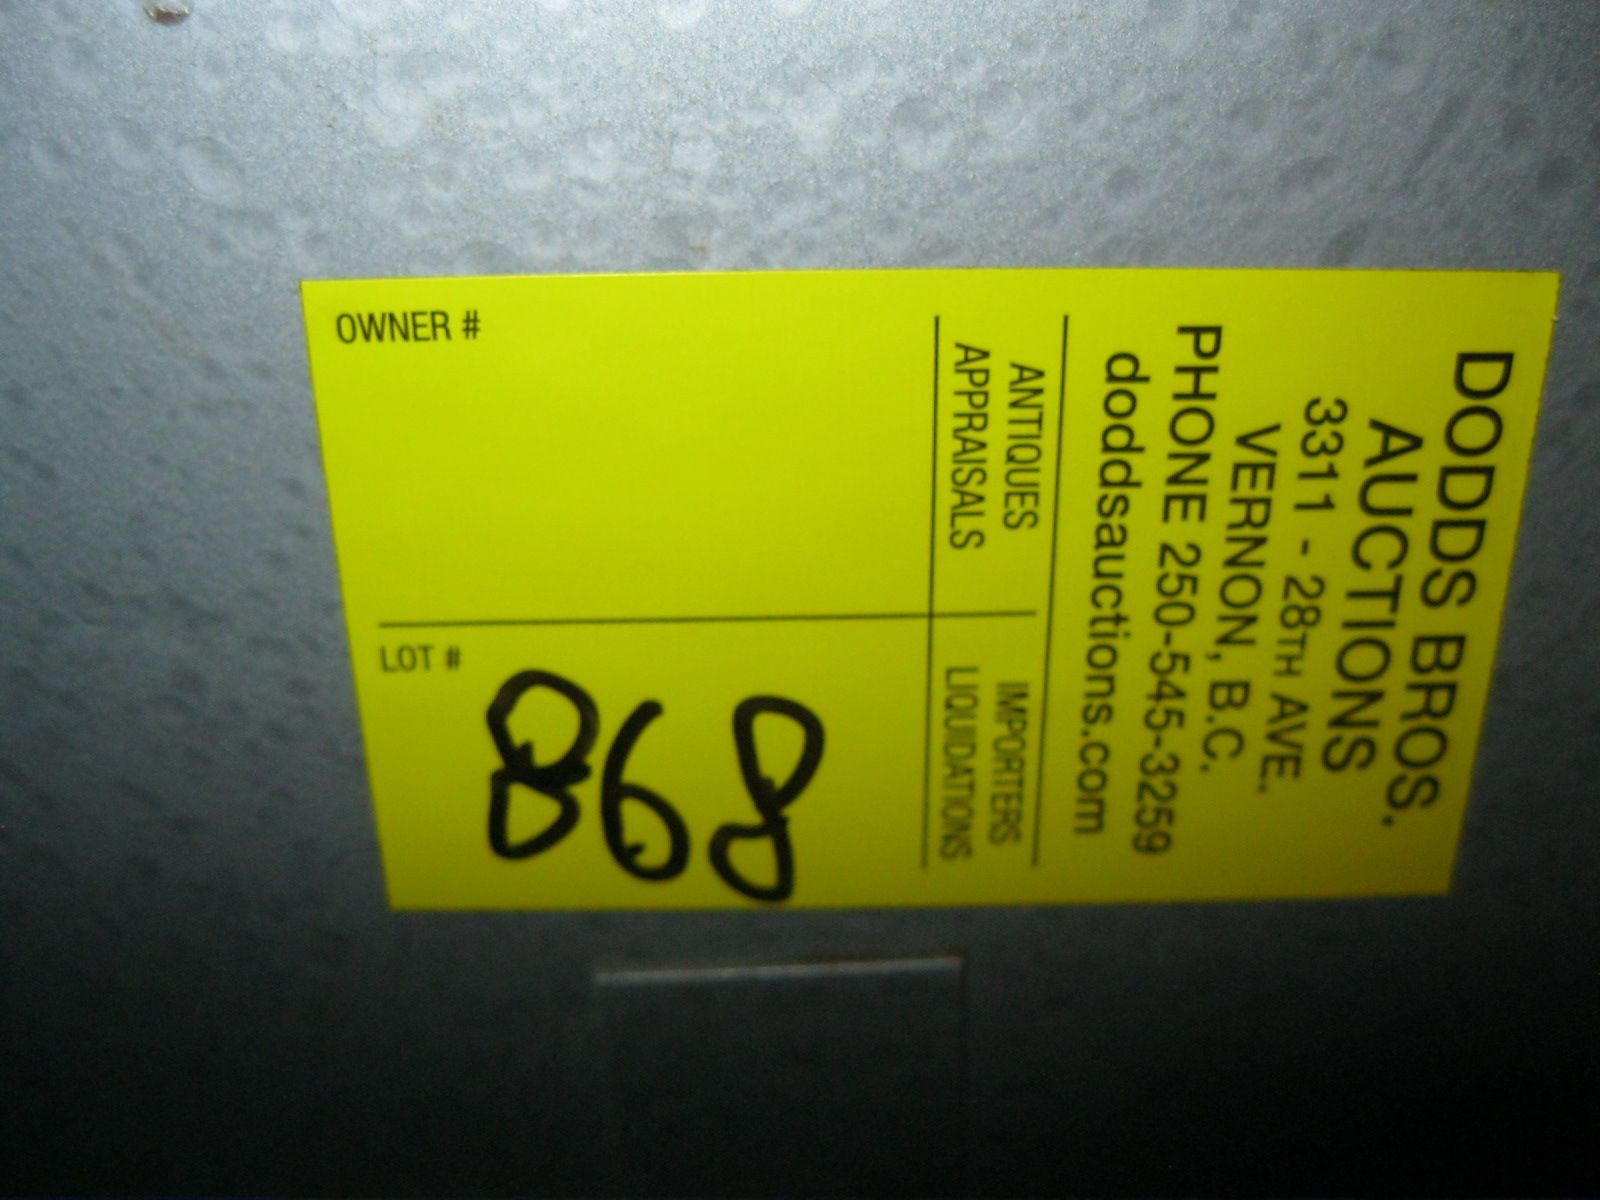 DODDS BROS.
AUCTIONS
3311 - 28TH AVE.
VERNON, B.C.
PHONE 250-545-3259
doddsauctions.com
ANTIQUES
APPRAISALS
IMPORTERS
LIQUIDATIONS
OWNER #
LOT #
868